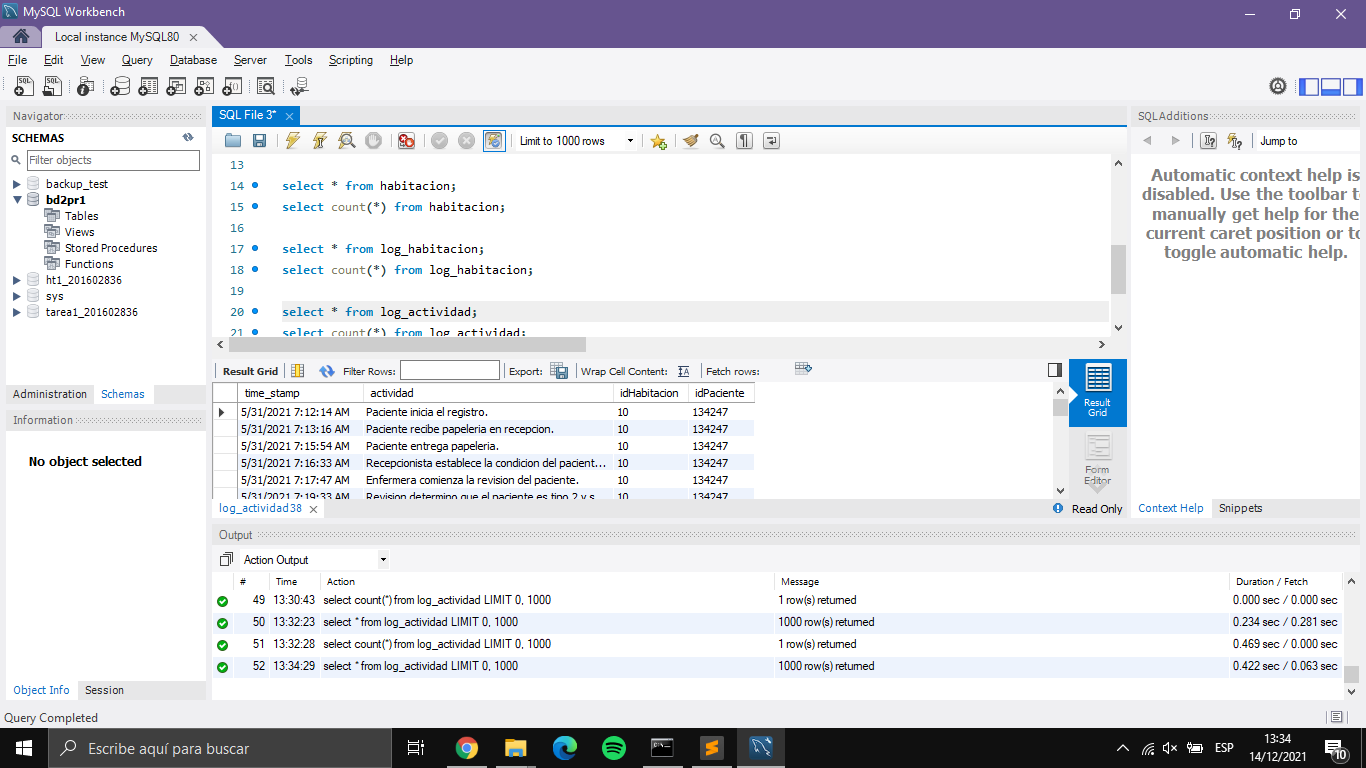 MySQL Workbench
Local instance MySQL80
File Edit View Query Database Server Tools Scripting Help
Navigator
SCHEMAS
Filter objects
backup_test
bd2pr1
Tables
Views
Stored Procedures
Functions
ht1_201602836
sys
tarea1_201602836
Administration Schemas
Information
No object selected
Object Info Session
SQL File 3*
Limit to 1000 rows
13
14 select * from habitacion;
15 select count(*) from habitacion;
16
17 select * from log_habitacion;
18 select count(*) from log_habitacion;
19
20 select * from log_actividad;
21 select count(*) from log_actividad;
Result Grid Filter Rows: Export: Wrap Cell Content: Fetch rows:
time_stamp actividad idHabitacion idPaciente
5/31/2021 7:12:14 AM Paciente inicia el registro. 10 134247
5/31/2021 7:13:16 AM Paciente recibe papeleria en recepcion. 10 134247
5/31/2021 7:15:54 AM Paciente entrega papeleria. 10 134247
5/31/2021 7:16:33 AM Recepcionista establece la condicion del pacient... 10 134247
5/31/2021 7:17:47 AM Enfermera comienza la revision del paciente. 10 134247
5/31/2021 7:19:33 AM Revision determino que el paciente es tipo 2 y s 10 134247
Result
Grid
Form
Editor
log_actividad38
Read Only
SQLAdditions
Jump to
Automatic context help is
disabled. Use the toolbar t
manually get help for the
current caret position or to
toggle automatic help.
Context Help Snippets
Output
Action Output
# Time Action Message Duration / Fetch
49 13:30:43 select count(*) from log_actividad LIMIT 0, 1000 1 row(s) returned 0.000 sec / 0.000 sec
50 13:32:23 select * from log_actividad LIMIT 0, 1000 1000 row(s) returned 0.234 sec / 0.281 sec
51 13:32:28 select count(*) from log_actividad LIMIT 0, 1000 1 row(s) returned 0.469 sec / 0.000 sec
52 13:34:29 select * from log_actividad LIMIT 0, 1000 1000 row(s) returned 0.422 sec / 0.063 sec
Query Completed
Escribe aquí para buscar
ESP
13:34
14/12/2021
10